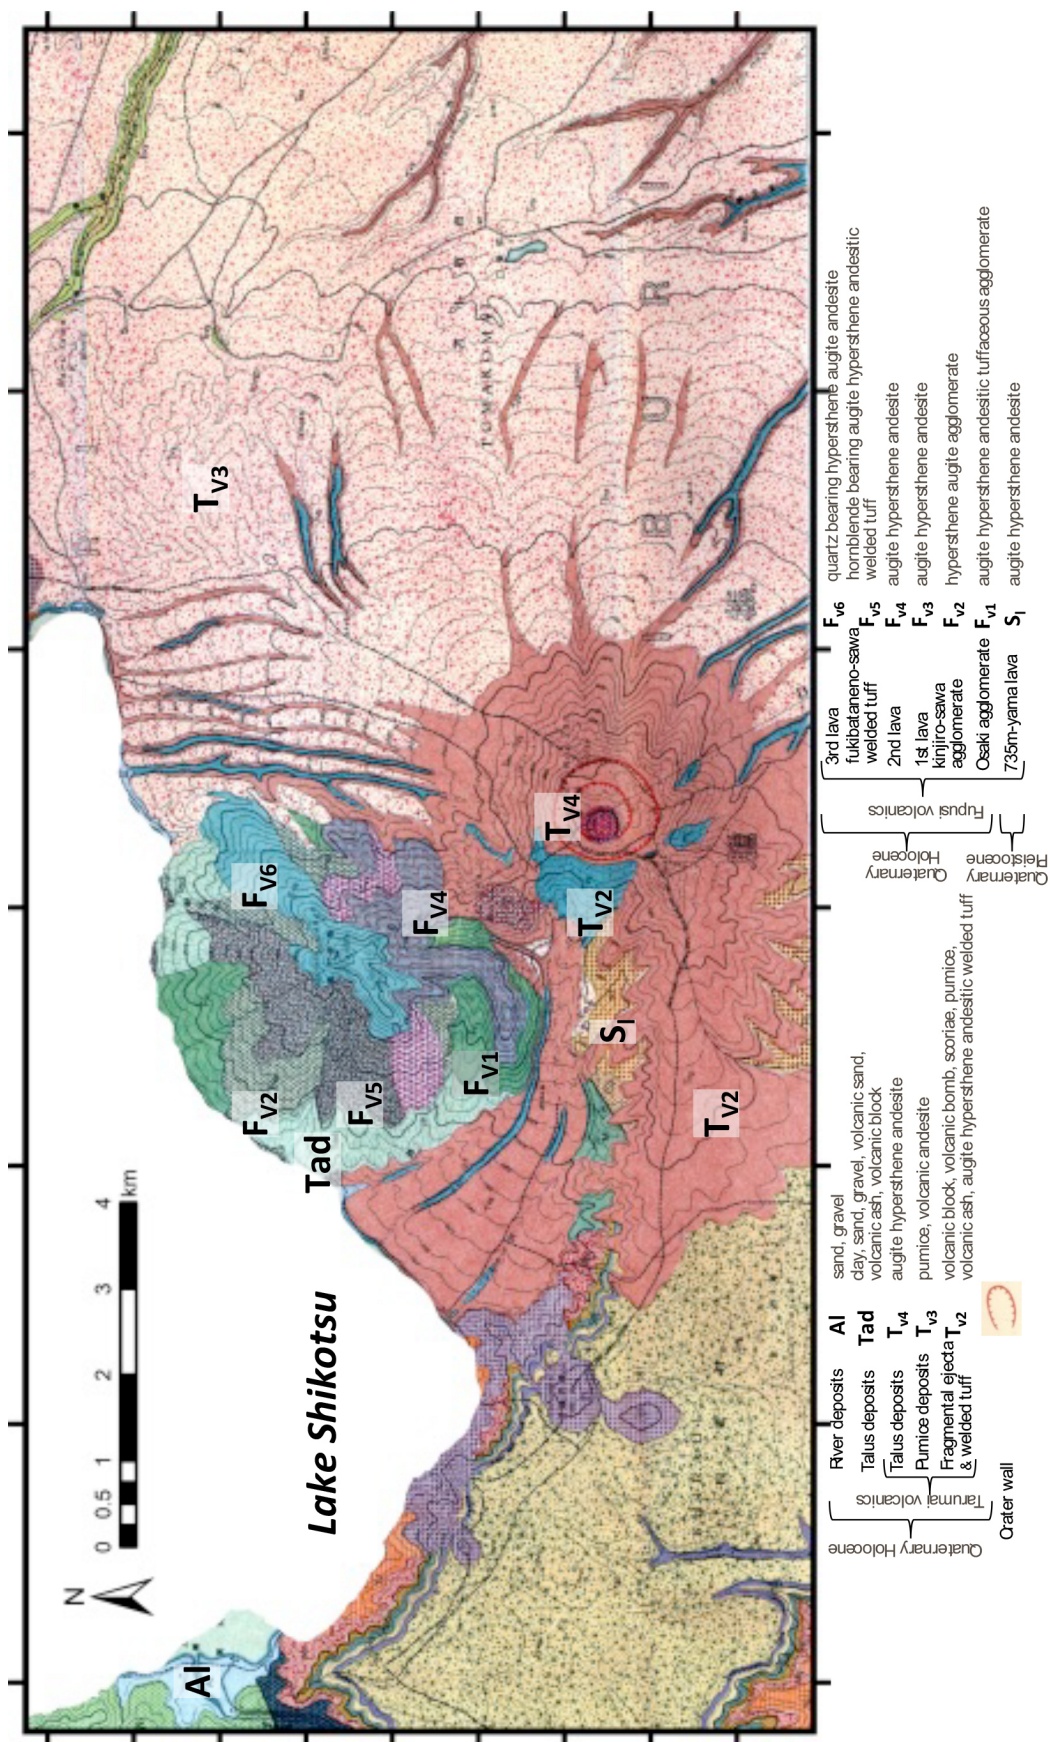 N
0 0.5 1 2 3 4 km
Lake Shikotsu
Al
Tad
Fv2
Fv5
Fv1
Fv6
Fv4
Tv2
Tv4
Sl
Tv2
Tv3
TOMAKOMAI
I B U R I
River deposits Al sand, gravel
Talus deposits Tad clay, sand, gravel, volcanic sand,
volcanic ash, volcanic block
Talus deposits Tv4 augite hypersthene andesite
Pumice deposits Tv3 pumice, volcanic andesite
Fragmental ejecta Tv2 volcanic block, volcanic bomb, scoriae, pumice,
& welded tuff volcanic ash, augite hypersthene andesitic welded tuff
Tarumai volcanics
Quaternary Holocene
Crater wall
3rd lava Fv6 quartz bearing hypersthene augite andesite
fukibataneno-sawa Fv5 hornblende bearing augite hypersthene andesitic
welded tuff welded tuff
2nd lava Fv4 augite hypersthene andesite
1st lava Fv3 augite hypersthene andesite
kinjiro-sawa Fv2 hypersthene augite agglomerate
agglomerate
Osaki agglomerate Fv1 augite hypersthene andesitic tuffaceous agglomerate
735m-yama lava Sl augite hypersthene andesite
Fupusi volcanics
Quaternary
Holocene
Quaternary
Pleistocene